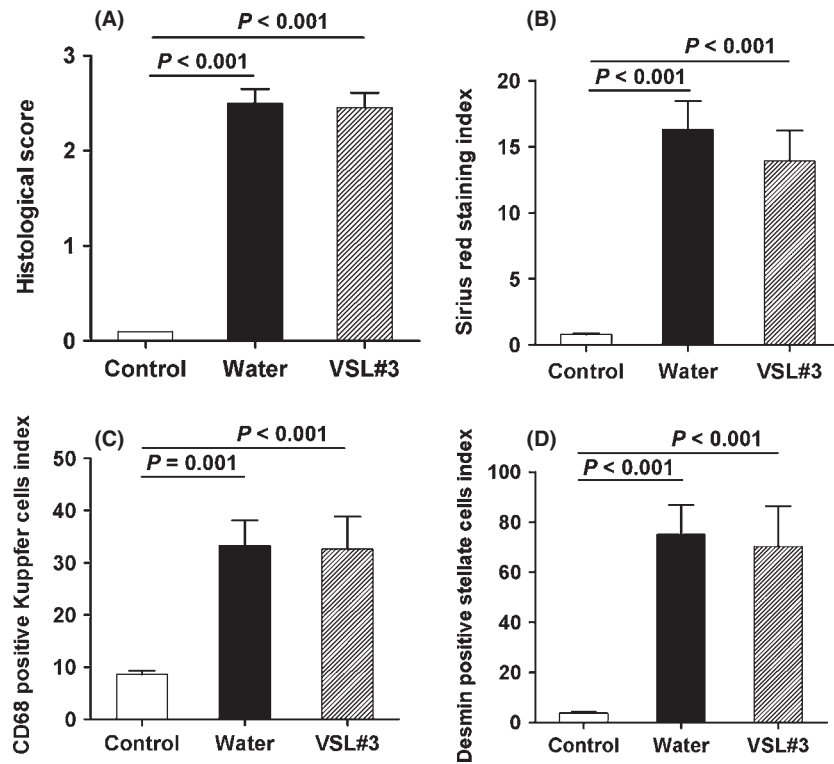 (A)
P < 0.001
P < 0.001
Histological score
3
2
1
0
Control Water VSL#3
(B)
P < 0.001
P < 0.001
Sirius red staining index
20
15
10
5
0
Control Water VSL#3
(C)
P < 0.001
P = 0.001
CD68 positive Kuppfer cells index
50
40
30
20
10
0
Control Water VSL#3
(D)
P < 0.001
P < 0.001
Desmin positive stellate cells index
100
80
60
40
20
0
Control Water VSL#3